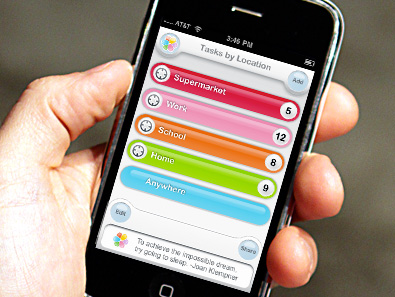 AT&T
3:46 PM
Tasks by Location
Add
Supermarket
5
Work
12
School
8
Home
9
Anywhere
Edit
Share
To achieve the impossible dream,
try going to sleep. -Joan Klempner